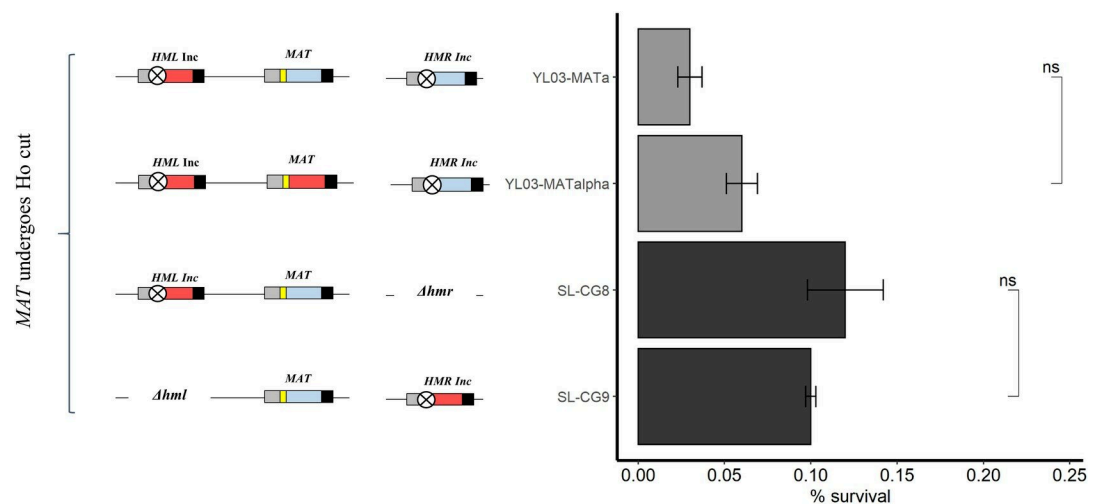 MAT undergoes Ho cut
HML Inc
MAT
HMR Inc
HML Inc
MAT
HMR Inc
HML Inc
MAT
Δhmr
Δhml
MAT
HMR Inc
YL03-MATa
YL03-MATalpha
SL-CG8
SL-CG9
ns
ns
0.00 0.05 0.10 0.15 0.20 0.25
% survival